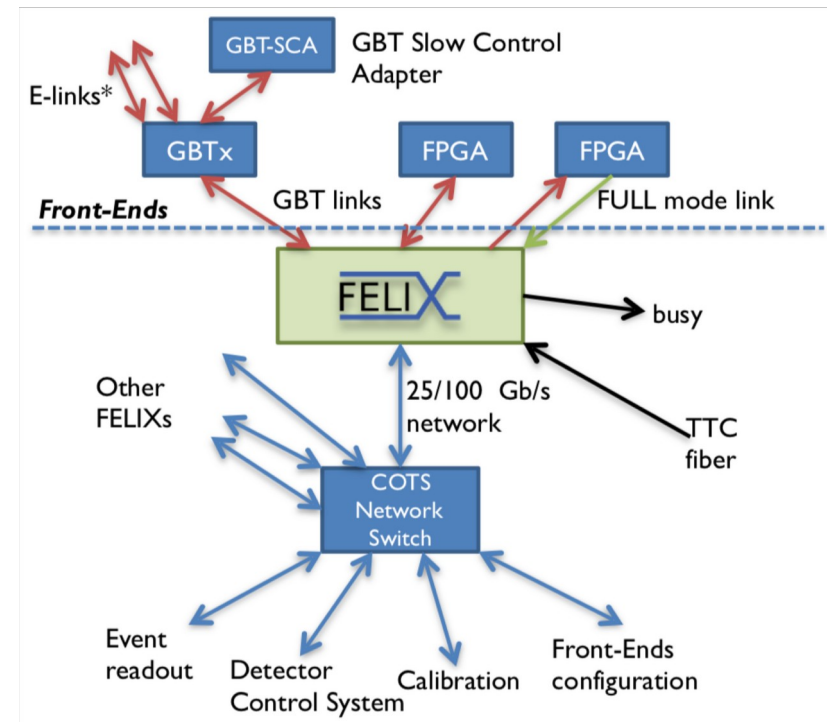 GBT-SCA
GBT Slow Control
Adapter
E-links*
GBTx
FPGA
FPGA
GBT links
FULL mode link
Front-Ends
FELIX
busy
Other
FELIXs
25/100 Gb/s
network
TTC
fiber
COTS
Network
Switch
Event
readout
Detector
Control System
Calibration
Front-Ends
configuration